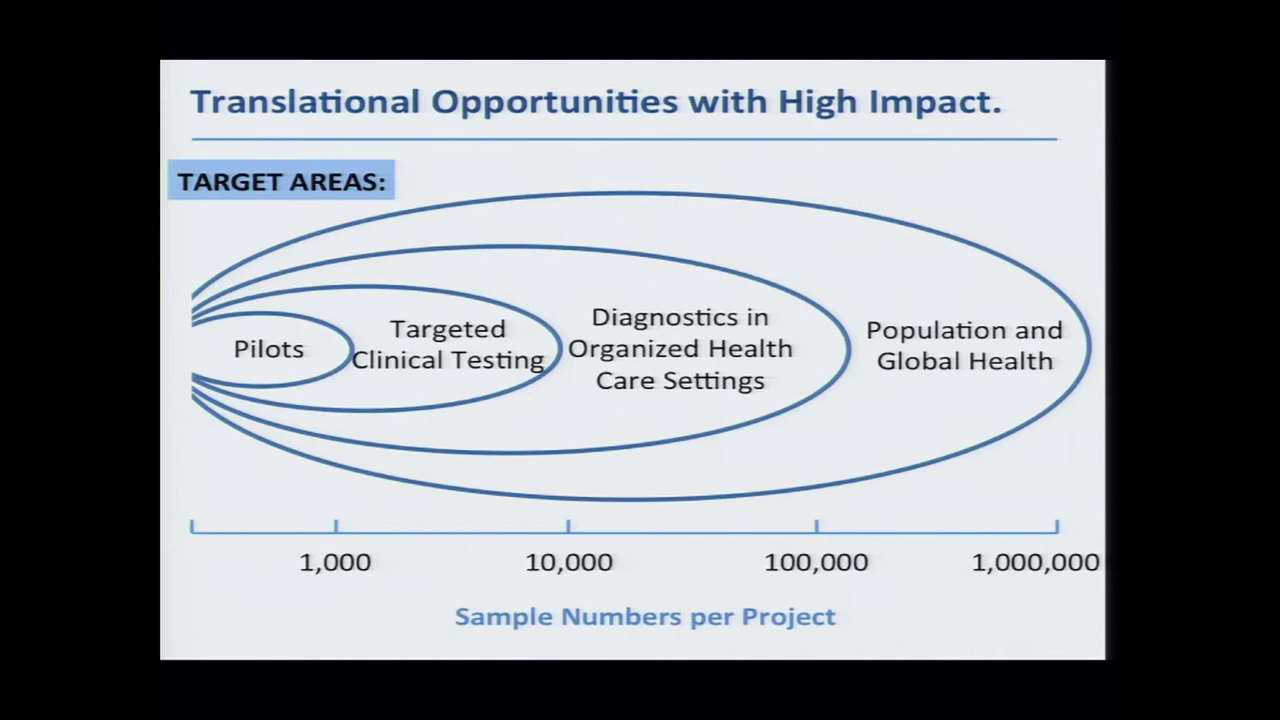 Translational Opportunities with High Impact.
TARGET AREAS:
Pilots
Targeted
Clinical Testing
Diagnostics in
Organized Health
Care Settings
Population and
Global Health
1,000
10,000
100,000
1,000,000
Sample Numbers per Project